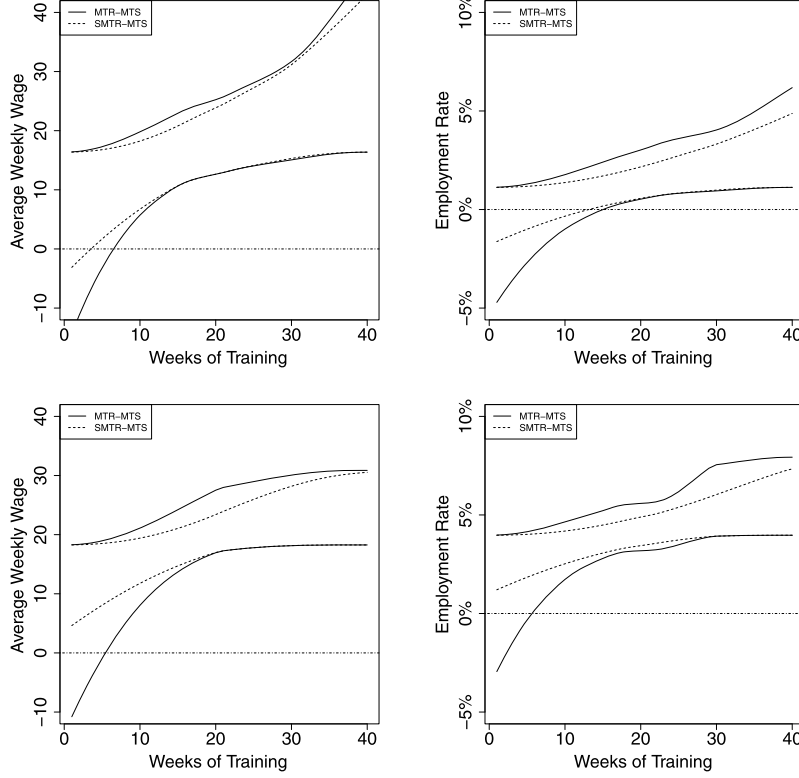 40
30
20
10
0
−10
Average Weekly Wage
MTR−MTS
SMTR−MTS
0 10 20 30 40
Weeks of Training
10%
5%
0%
−5%
Employment Rate
MTR−MTS
SMTR−MTS
0 10 20 30 40
Weeks of Training
40
30
20
10
0
−10
Average Weekly Wage
MTR−MTS
SMTR−MTS
0 10 20 30 40
Weeks of Training
10%
5%
0%
−5%
Employment Rate
MTR−MTS
SMTR−MTS
0 10 20 30 40
Weeks of Training